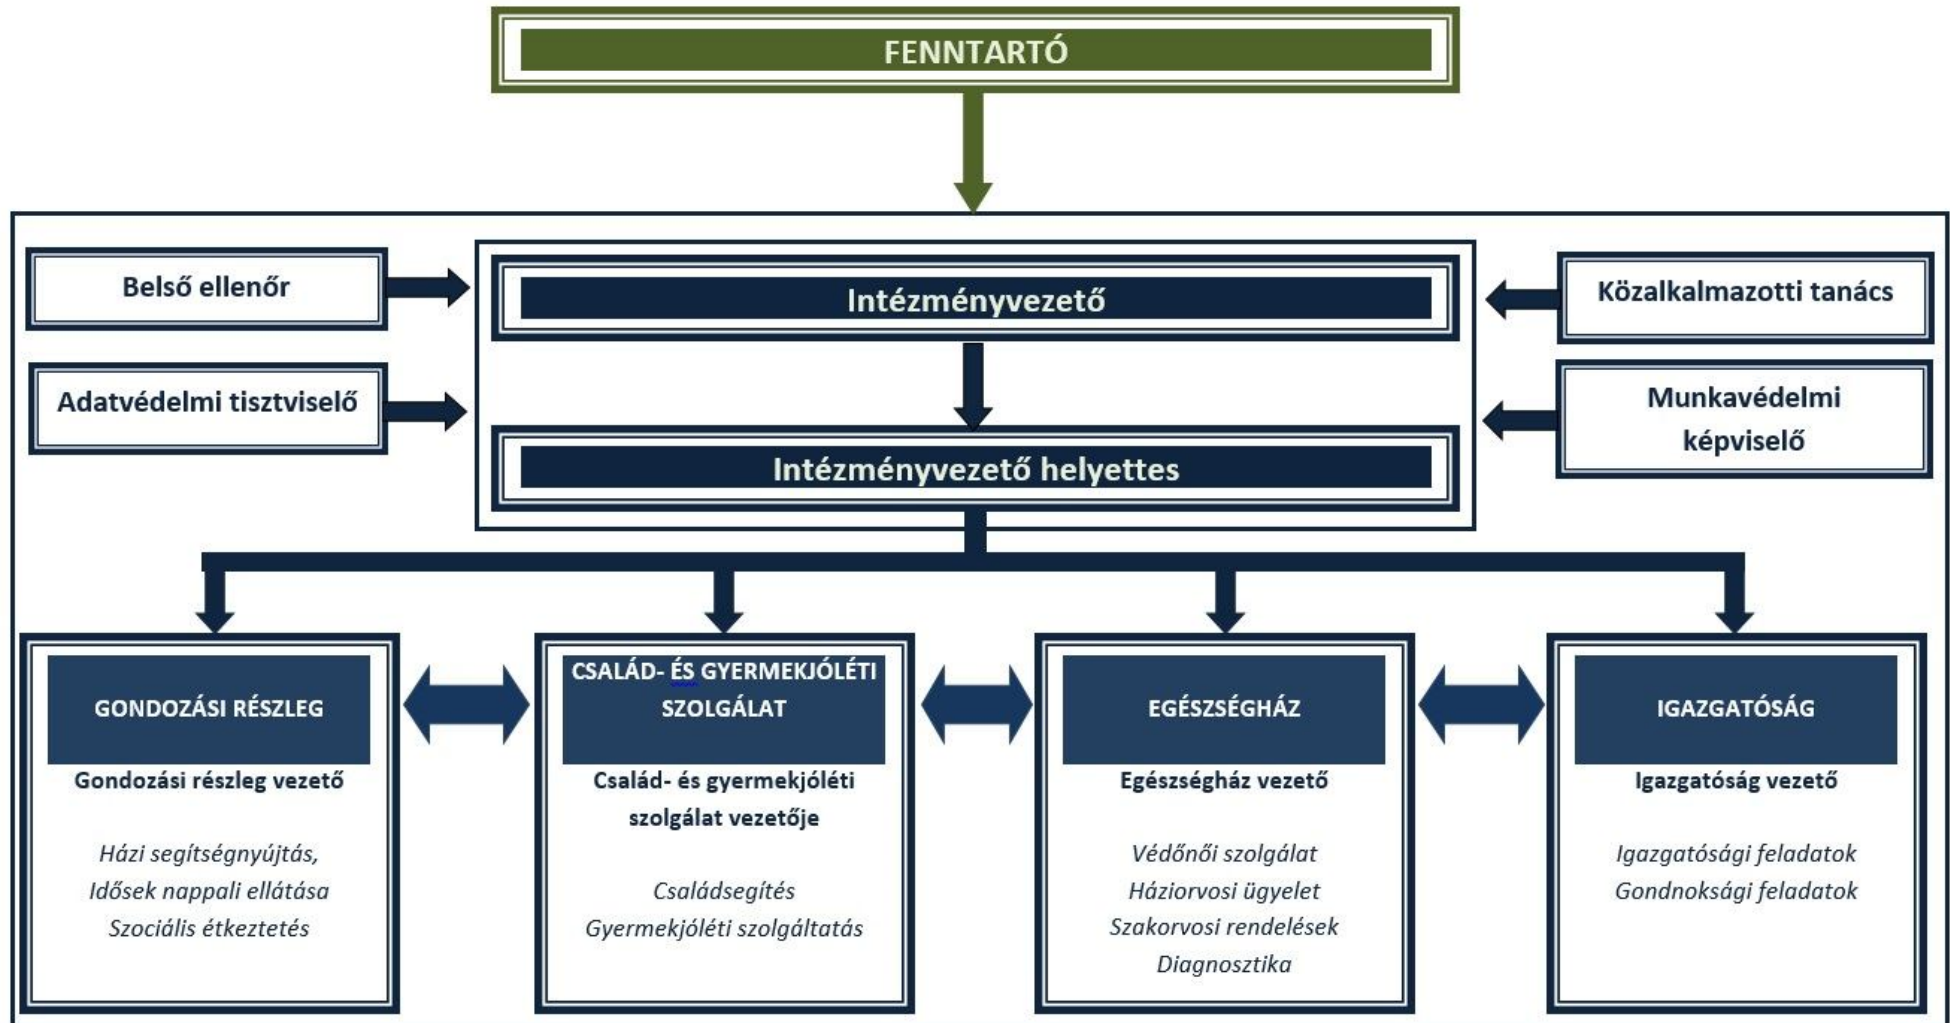 FENNTARTÓ
Belső ellenőr
Intézményvezető
Közalkalmazotti tanács
Adatvédelmi tisztviselő
Munkavédelmi
képviselő
Intézményvezető helyettes
GONDOZÁSI RÉSZLEG
Gondozási részleg vezető
Házi segítségnyújtás,
Idősek nappali ellátása
Szociális étkeztetés
CSALÁD- ÉS GYERMEKJÓLÉTI
SZOLGÁLAT
Család- és gyermekjóléti
szolgálat vezetője
Családsegítés
Gyermekjóléti szolgáltatás
EGÉSZSÉGHÁZ
Egészségház vezető
Védőnői szolgálat
Háziorvosi ügyelet
Szakorvosi rendelések
Diagnosztika
IGAZGATÓSÁG
Igazgatóság vezető
Igazgatósági feladatok
Gondnoksági feladatok